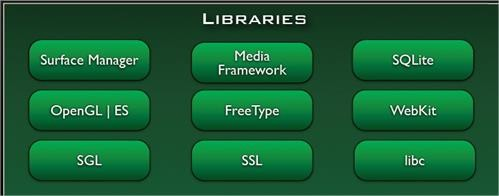 LIBRARIES
Surface Manager
Media
Framework
SQLite
OpenGL | ES
FreeType
WebKit
SGL
SSL
libc